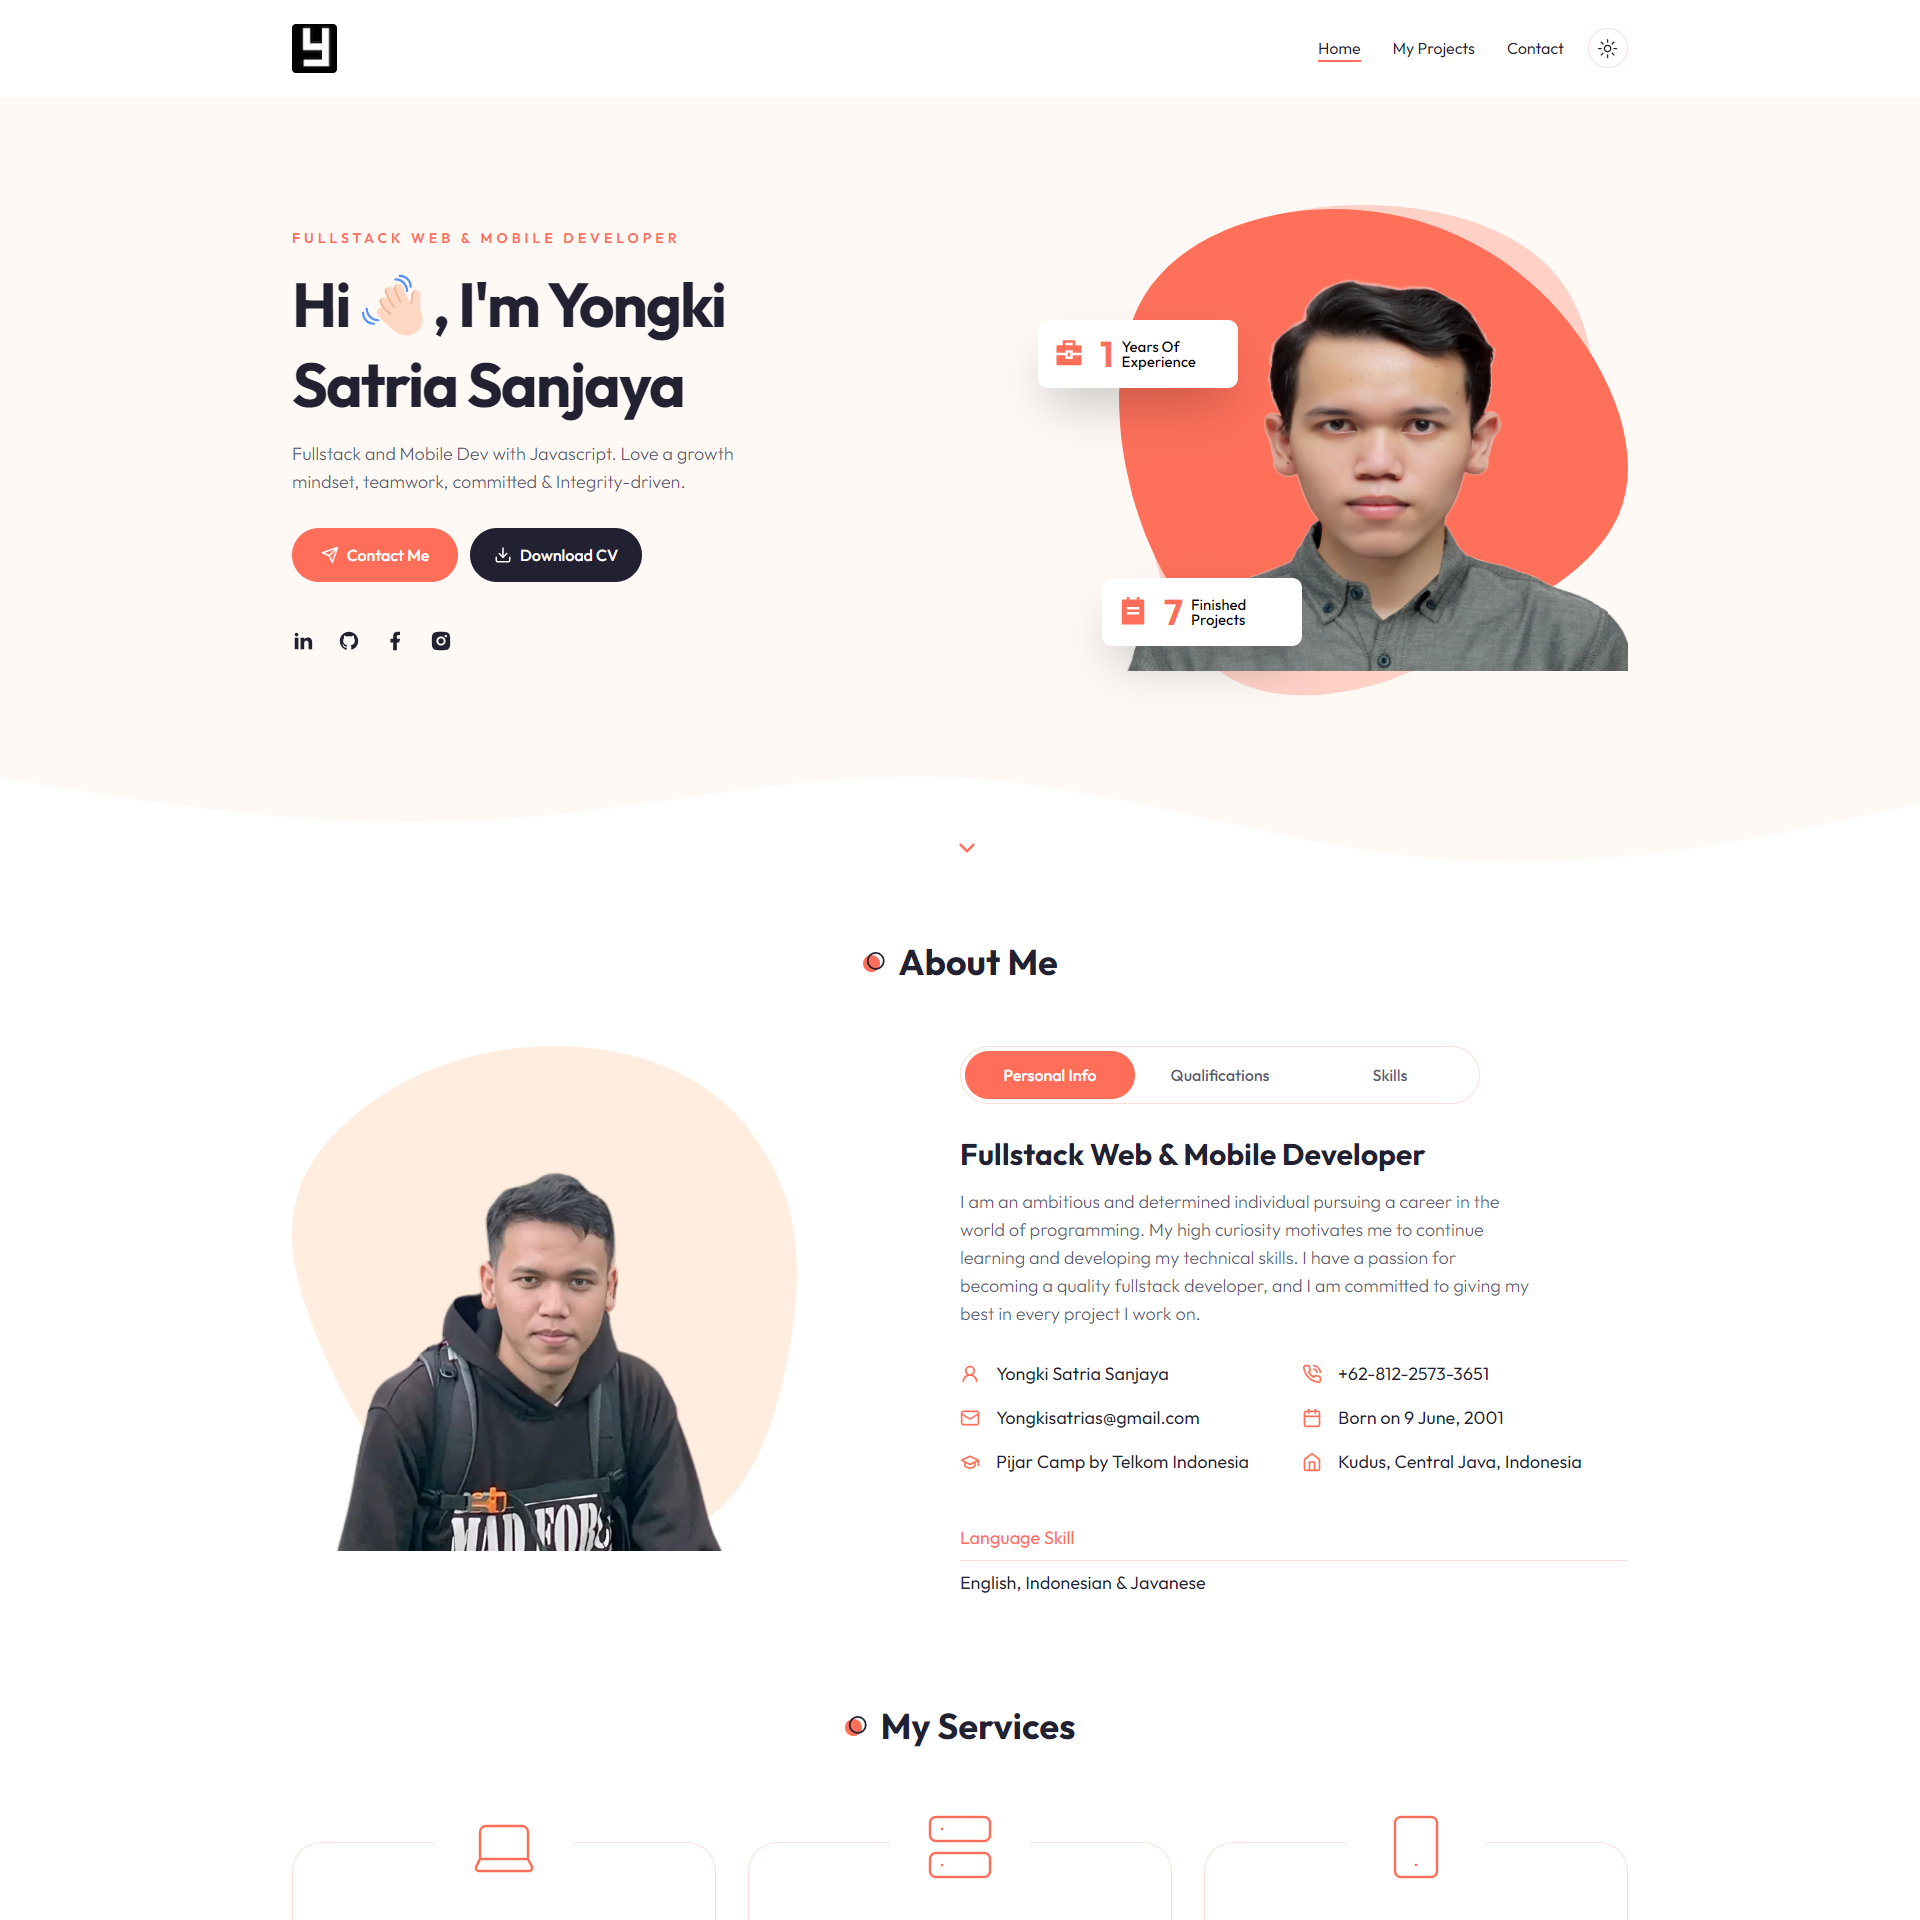 Home
My Projects
Contact
FULLSTACK WEB & MOBILE DEVELOPER
Hi 👋🏻, I'm Yongki
Satria Sanjaya
Fullstack and Mobile Dev with Javascript. Love a growth
mindset, teamwork, committed & Integrity-driven.
Contact Me
Download CV
1 Years Of
Experience
7 Finished
Projects
About Me
Personal Info
Qualifications
Skills
Fullstack Web & Mobile Developer
I am an ambitious and determined individual pursuing a career in the
world of programming. My high curiosity motivates me to continue
learning and developing my technical skills. I have a passion for
becoming a quality fullstack developer, and I am committed to giving my
best in every project I work on.
Yongki Satria Sanjaya
+62-812-2573-3651
Yongkisatrias@gmail.com
Born on 9 June, 2001
Pijar Camp by Telkom Indonesia
Kudus, Central Java, Indonesia
Language Skill
English, Indonesian & Javanese
MAD
My Services